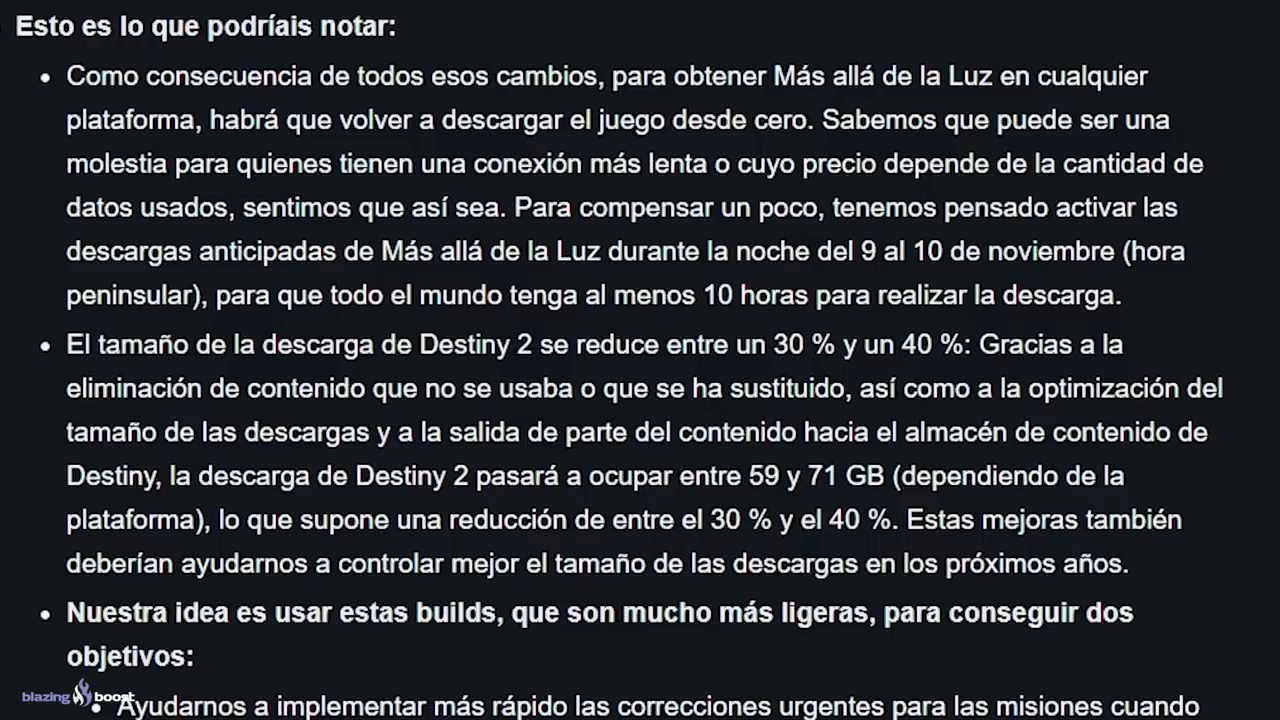 Esto es lo que podríais notar:
• Como consecuencia de todos esos cambios, para obtener Más allá de la Luz en cualquier
plataforma, habrá que volver a descargar el juego desde cero. Sabemos que puede ser una
molestia para quienes tienen una conexión más lenta o cuyo precio depende de la cantidad de
datos usados, sentimos que así sea. Para compensar un poco, tenemos pensado activar las
descargas anticipadas de Más allá de la Luz durante la noche del 9 al 10 de noviembre (hora
peninsular), para que todo el mundo tenga al menos 10 horas para realizar la descarga.
• El tamaño de la descarga de Destiny 2 se reduce entre un 30 % y un 40 %: Gracias a la
eliminación de contenido que no se usaba o que se ha sustituido, así como a la optimización del
tamaño de las descargas y a la salida de parte del contenido hacia el almacén de contenido de
Destiny, la descarga de Destiny 2 pasará a ocupar entre 59 y 71 GB (dependiendo de la
plataforma), lo que supone una reducción de entre el 30 % y el 40 %. Estas mejoras también
deberían ayudarnos a controlar mejor el tamaño de las descargas en los próximos años.
• Nuestra idea es usar estas builds, que son mucho más ligeras, para conseguir dos
objetivos:
• Ayudarnos a implementar más rápido las correcciones urgentes para las misiones cuando
blazing boost